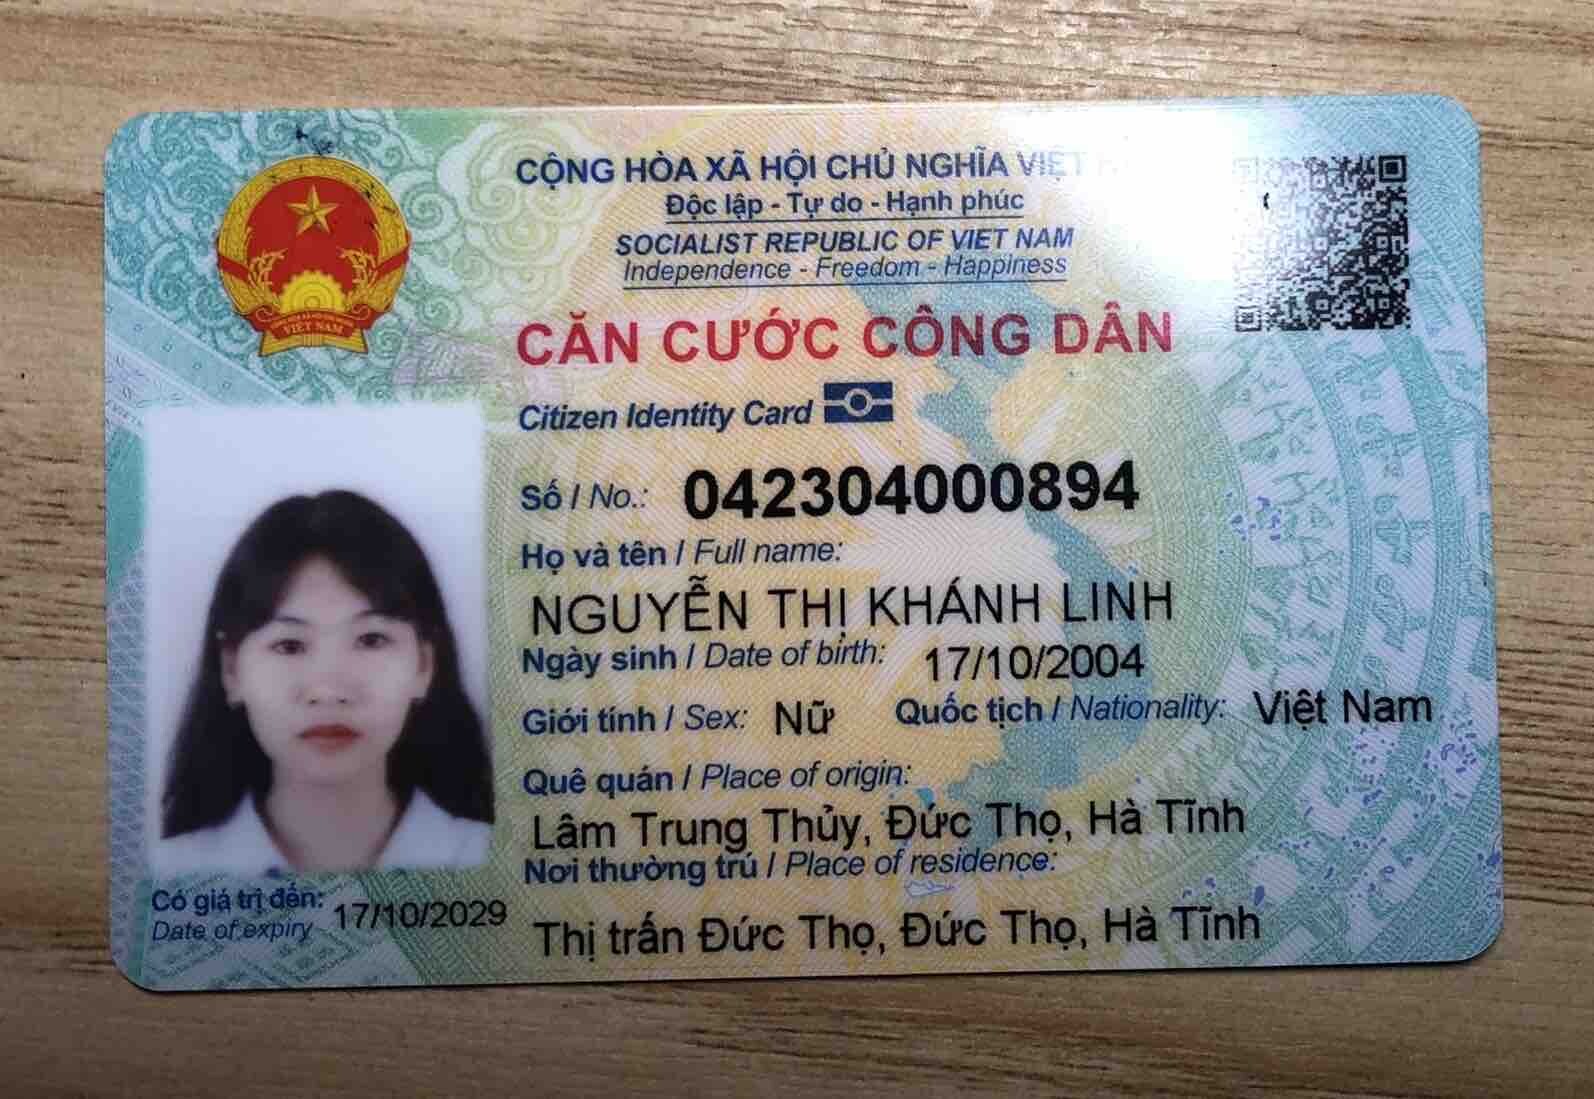 CỘNG HÒA XÃ HỘI CHỦ NGHĨA VIỆT
Độc lập - Tự do - Hạnh phúc
SOCIALIST REPUBLIC OF VIET NAM
Independence - Freedom - Happiness
VIỆT NAM
CĂN CƯỚC CÔNG DÂN
Citizen Identity Card
Số / No.: 042304000894
Họ và tên / Full name:
NGUYỄN THỊ KHÁNH LINH
Ngày sinh / Date of birth: 17/10/2004
Giới tính / Sex: Nữ Quốc tịch / Nationality: Việt Nam
Quê quán / Place of origin:
Lâm Trung Thủy, Đức Thọ, Hà Tĩnh
Nơi thường trú / Place of residence:
Thị trấn Đức Thọ, Đức Thọ, Hà Tĩnh
Có giá trị đến: 17/10/2029
Date of expiry